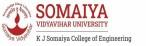 SOMAIYA
VIDYAVIHAR UNIVERSITY
K J Somaiya College of Engineering